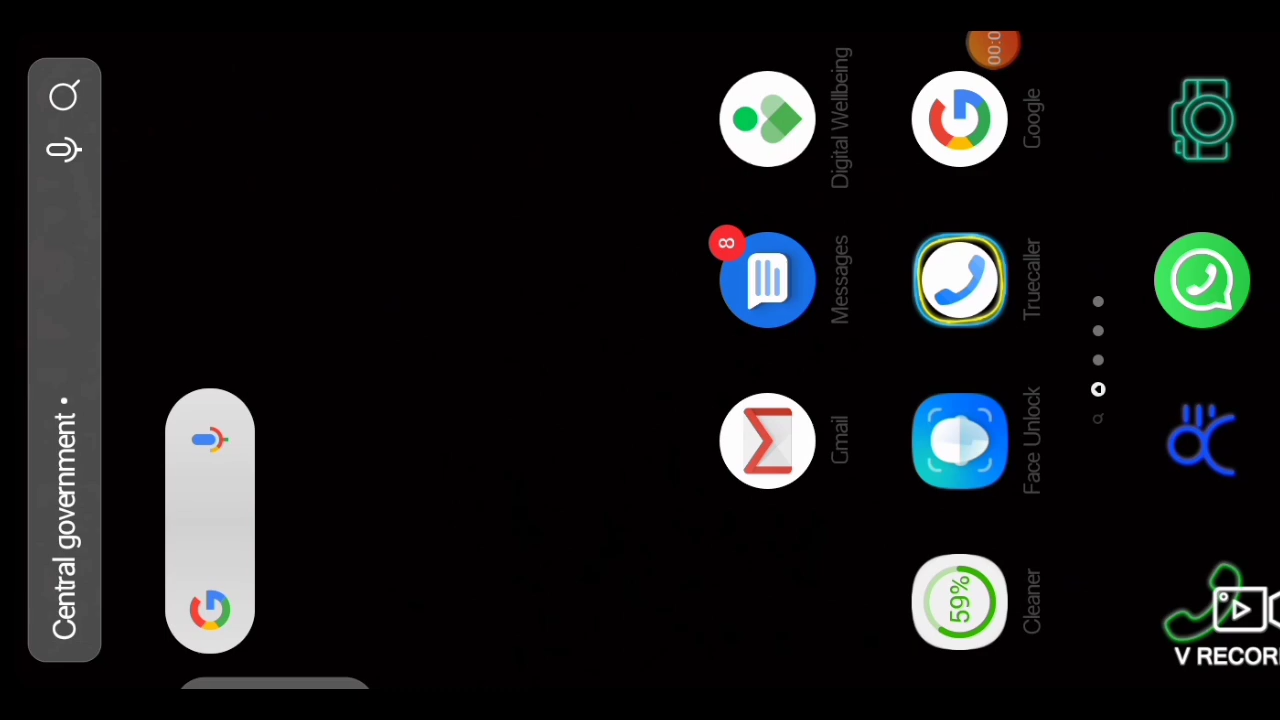 Central government •
8
Gmail Messages Digital Wellbeing
59%
Cleaner Face Unlock Truecaller Google
V RECOR